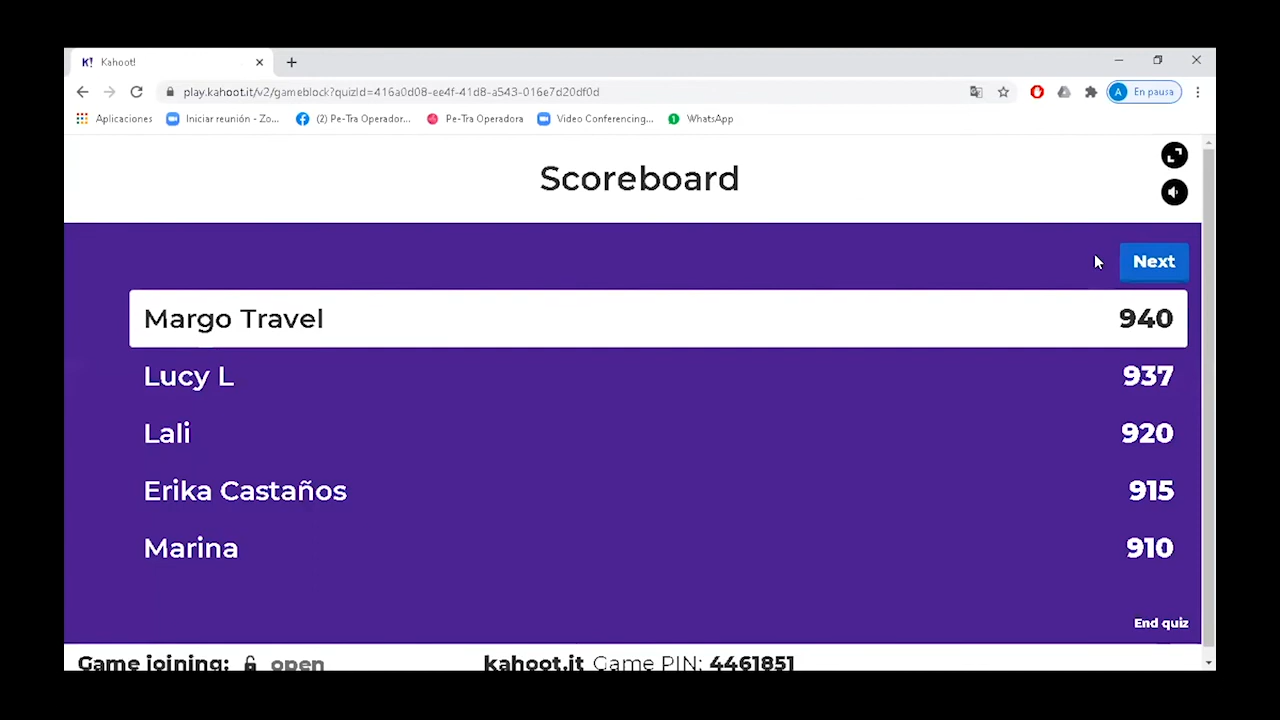 K! Kahoot!
play.kahoot.it/v2/gameblock?quizId=416a0d08-ee4f-41d8-a543-016e7d20df0d
A En pausa
Aplicaciones Iniciar reunión - Zo... (2) Pe-Tra Operador... Pe-Tra Operadora Video Conferencing,... 1 WhatsApp
Scoreboard
Next
Margo Travel 940
Lucy L 937
Lali 920
Erika Castaños 915
Marina 910
End quiz
Game joining: open kahoot.it Game PIN: 4461851